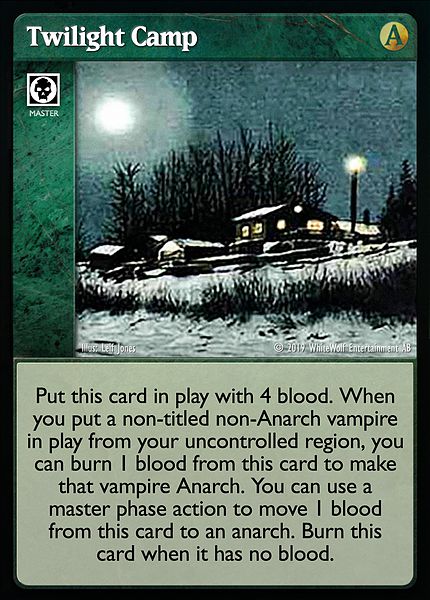 Twilight Camp
A
MASTER
Illus: Leif Jones
© 2019 WhiteWolf Entertainment AB
Put this card in play with 4 blood. When
you put a non-titled non-Anarch vampire
in play from your uncontrolled region, you
can burn 1 blood from this card to make
that vampire Anarch. You can use a
master phase action to move 1 blood
from this card to an anarch. Burn this
card when it has no blood.